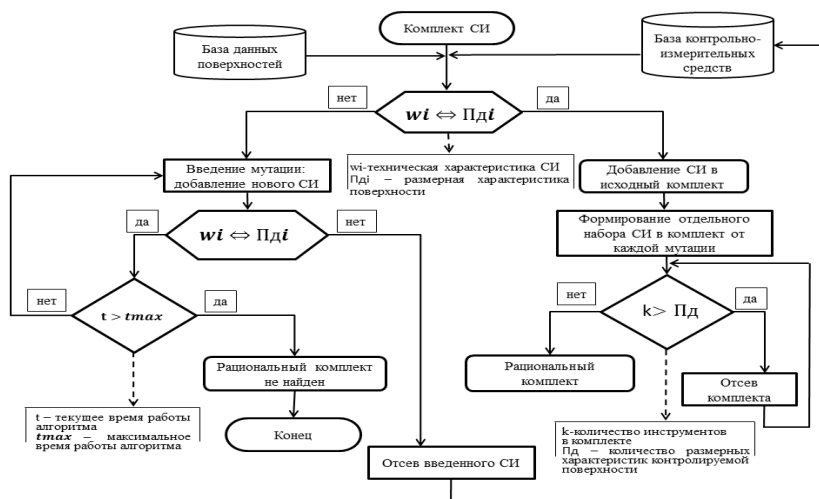 Комплект СИ
База данных
поверхностей
База контрольно-
измерительных
средств
нет
wi ⇔ Пдi
да
wi-техническая характеристика СИ
Пдi – размерная характеристика
поверхности
Введение мутации:
добавление нового СИ
Добавление СИ в
исходный комплект
да
wi ⇔ Пдi
нет
Формирование отдельного
набора СИ в комплект от
каждой мутации
нет
t > tmax
да
нет
k> Пд
да
Рациональный комплект
не найден
Рациональный
комплект
Отсев
комплекта
t – текущее время работы
алгоритма
tmax – максимальное
время работы алгоритма
Конец
k-количество инструментов
в комплекте
Пд – количество размерных
характеристик контролируемой
поверхности
Отсев введенного СИ